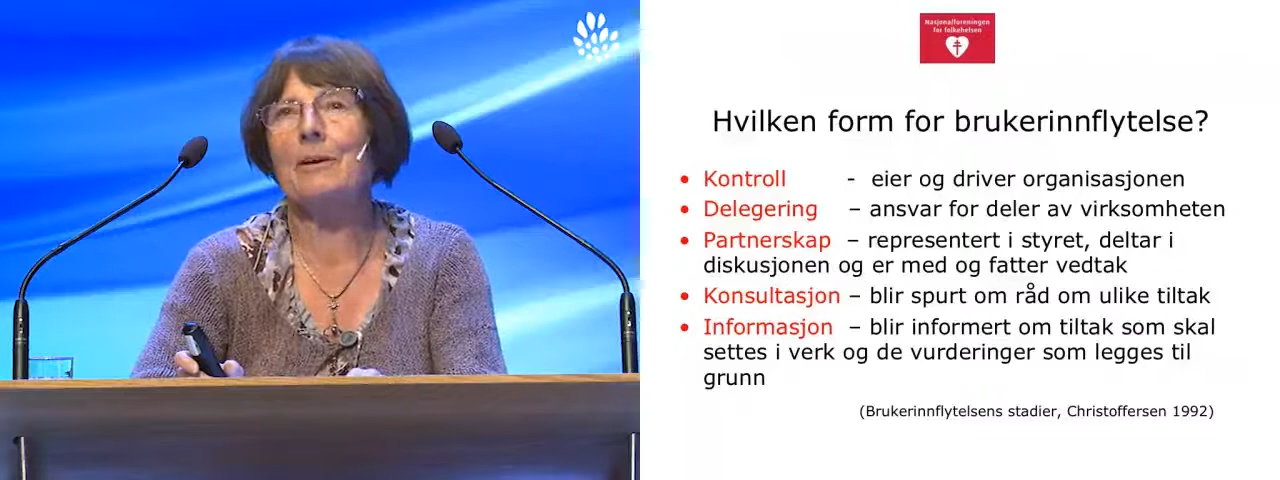 Nasjonalforeningen
for folkehelsen
Hvilken form for brukerinnflytelse?
• Kontroll - eier og driver organisasjonen
• Delegering – ansvar for deler av virksomheten
• Partnerskap – representert i styret, deltar i
diskusjonen og er med og fatter vedtak
• Konsultasjon – blir spurt om råd om ulike tiltak
• Informasjon – blir informert om tiltak som skal
settes i verk og de vurderinger som legges til
grunn
(Brukerinnflytelsens stadier, Christoffersen 1992)